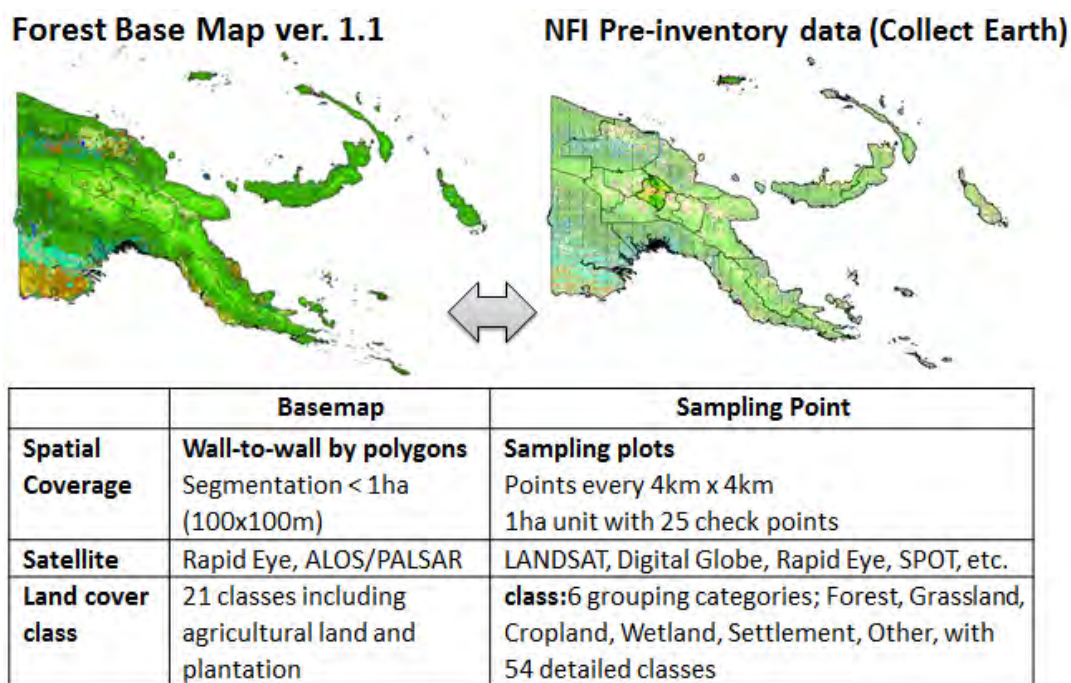 Forest Base Map ver. 1.1
NFI Pre-inventory data (Collect Earth)
Basemap
Sampling Point
Spatial Coverage
Wall-to-wall by polygons
Segmentation < 1ha
(100x100m)
Sampling plots
Points every 4km x 4km
1ha unit with 25 check points
Satellite
Rapid Eye, ALOS/PALSAR
LANDSAT, Digital Globe, Rapid Eye, SPOT, etc.
Land cover
class
21 classes including
agricultural land and
plantation
class:6 grouping categories; Forest, Grassland,
Cropland, Wetland, Settlement, Other, with
54 detailed classes